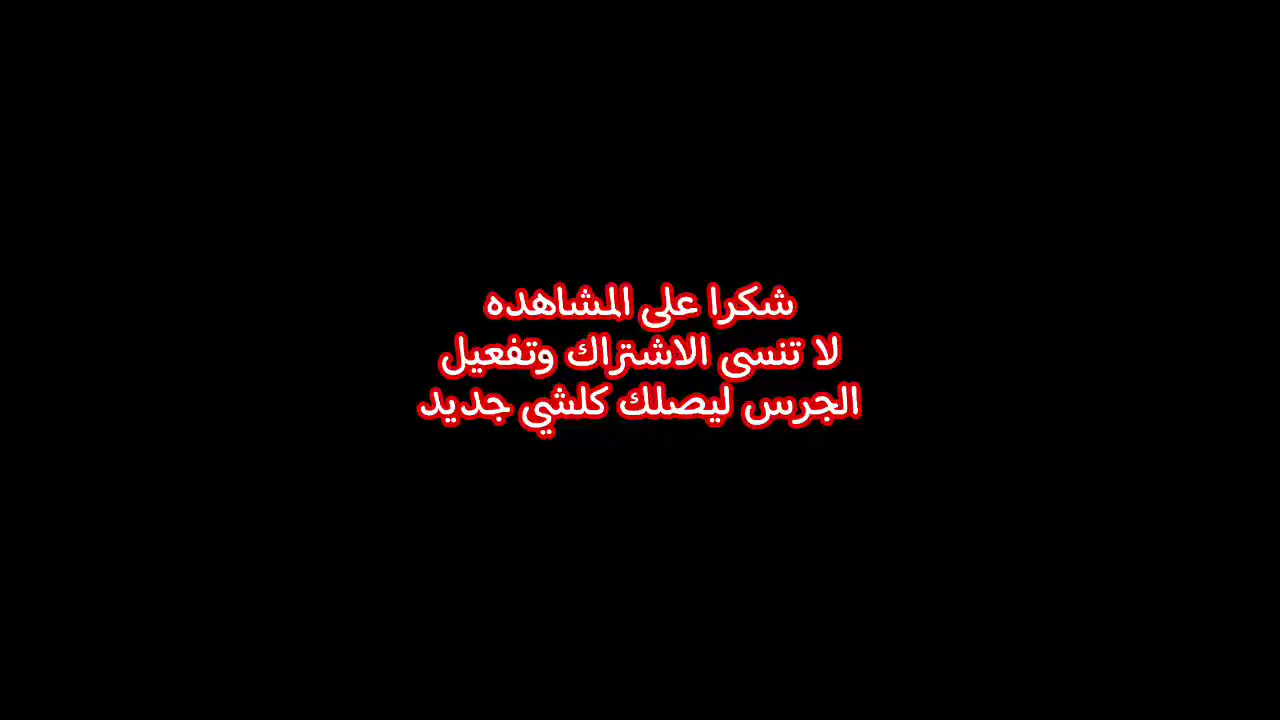 شكرا على المشاهده
لا تنسى الاشتراك وتفعيل
الجرس ليصلك كلشي جديد